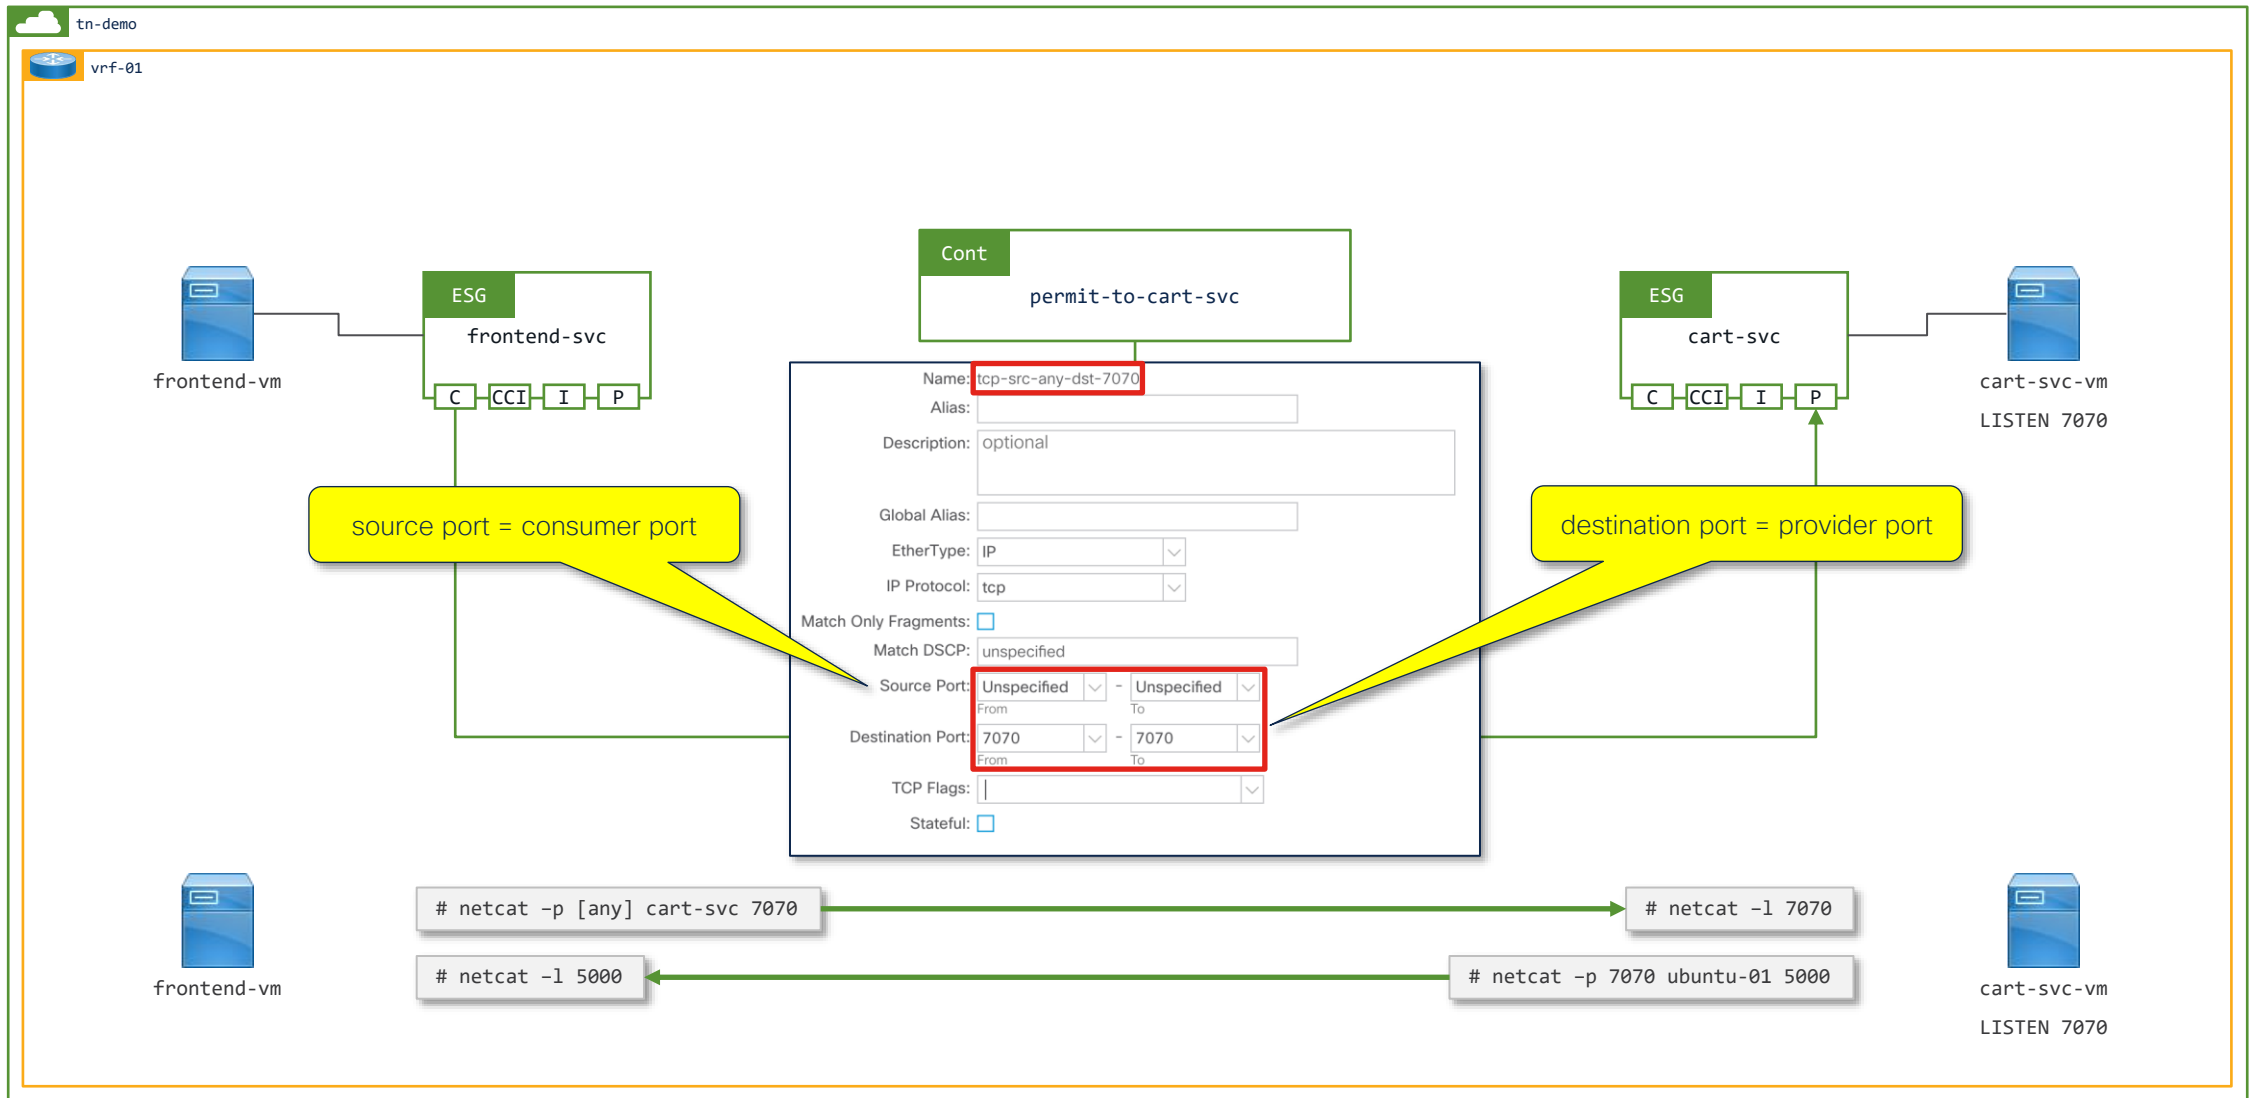 tn-demo
vrf-01
Cont
permit-to-cart-svc
ESG
frontend-svc
C CCI I P
frontend-vm
ESG
cart-svc
C CCI I P
cart-svc-vm
LISTEN 7070
Name: tcp-src-any-dst-7070
Alias:
Description: optional
Global Alias:
EtherType: IP
IP Protocol: tcp
Match Only Fragments:
Match DSCP: unspecified
Source Port: Unspecified - Unspecified
From To
Destination Port: 7070 - 7070
From To
TCP Flags:
Stateful:
source port = consumer port
destination port = provider port
# netcat –p [any] cart-svc 7070
# netcat –l 7070
# netcat –l 5000
# netcat –p 7070 ubuntu-01 5000
frontend-vm
cart-svc-vm
LISTEN 7070